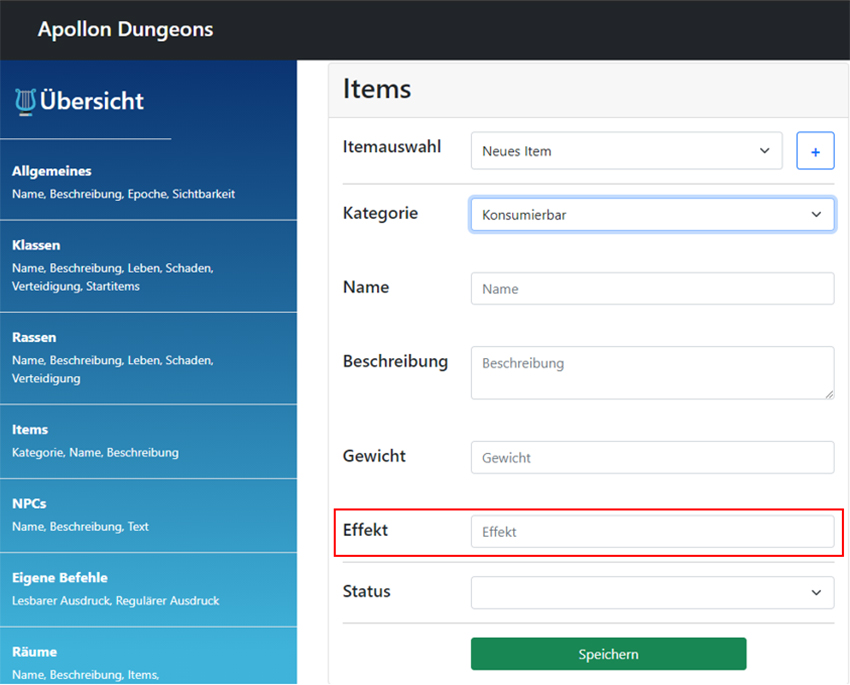 Apollon Dungeons
Übersicht
Allgemeines
Name, Beschreibung, Epoche, Sichtbarkeit
Klassen
Name, Beschreibung, Leben, Schaden,
Verteidigung, Startitems
Rassen
Name, Beschreibung, Leben, Schaden,
Verteidigung
Items
Kategorie, Name, Beschreibung
NPCs
Name, Beschreibung, Text
Eigene Befehle
Lesbarer Ausdruck, Regulärer Ausdruck
Räume
Name, Beschreibung, Items,
Items
Itemauswahl
Neues Item
+
Kategorie
Konsumierbar
Name
Name
Beschreibung
Beschreibung
Gewicht
Gewicht
Effekt
Effekt
Status
Speichern